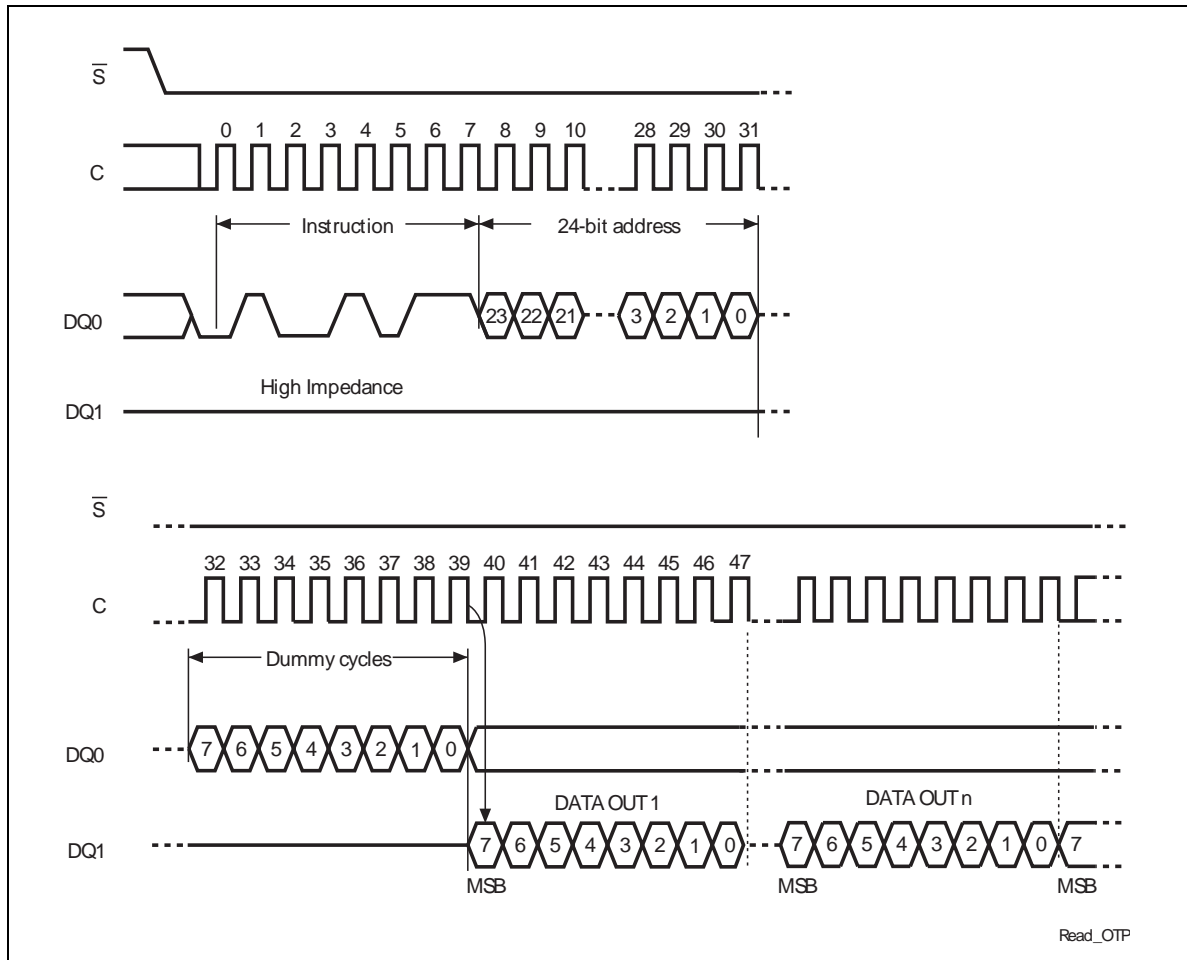 S
0 1 2 3 4 5 6 7 8 9 10 28 29 30 31
C
Instruction 24-bit address
DQ0 23 22 21 3 2 1 0
High Impedance
DQ1
S
32 33 34 35 36 37 38 39 40 41 42 43 44 45 46 47
C
Dummy cycles
DQ0 7 6 5 4 3 2 1 0
DATA OUT 1 DATA OUT n
DQ1 7 6 5 4 3 2 1 0 7 6 5 4 3 2 1 0 7
MSB MSB MSB
Read_OTP